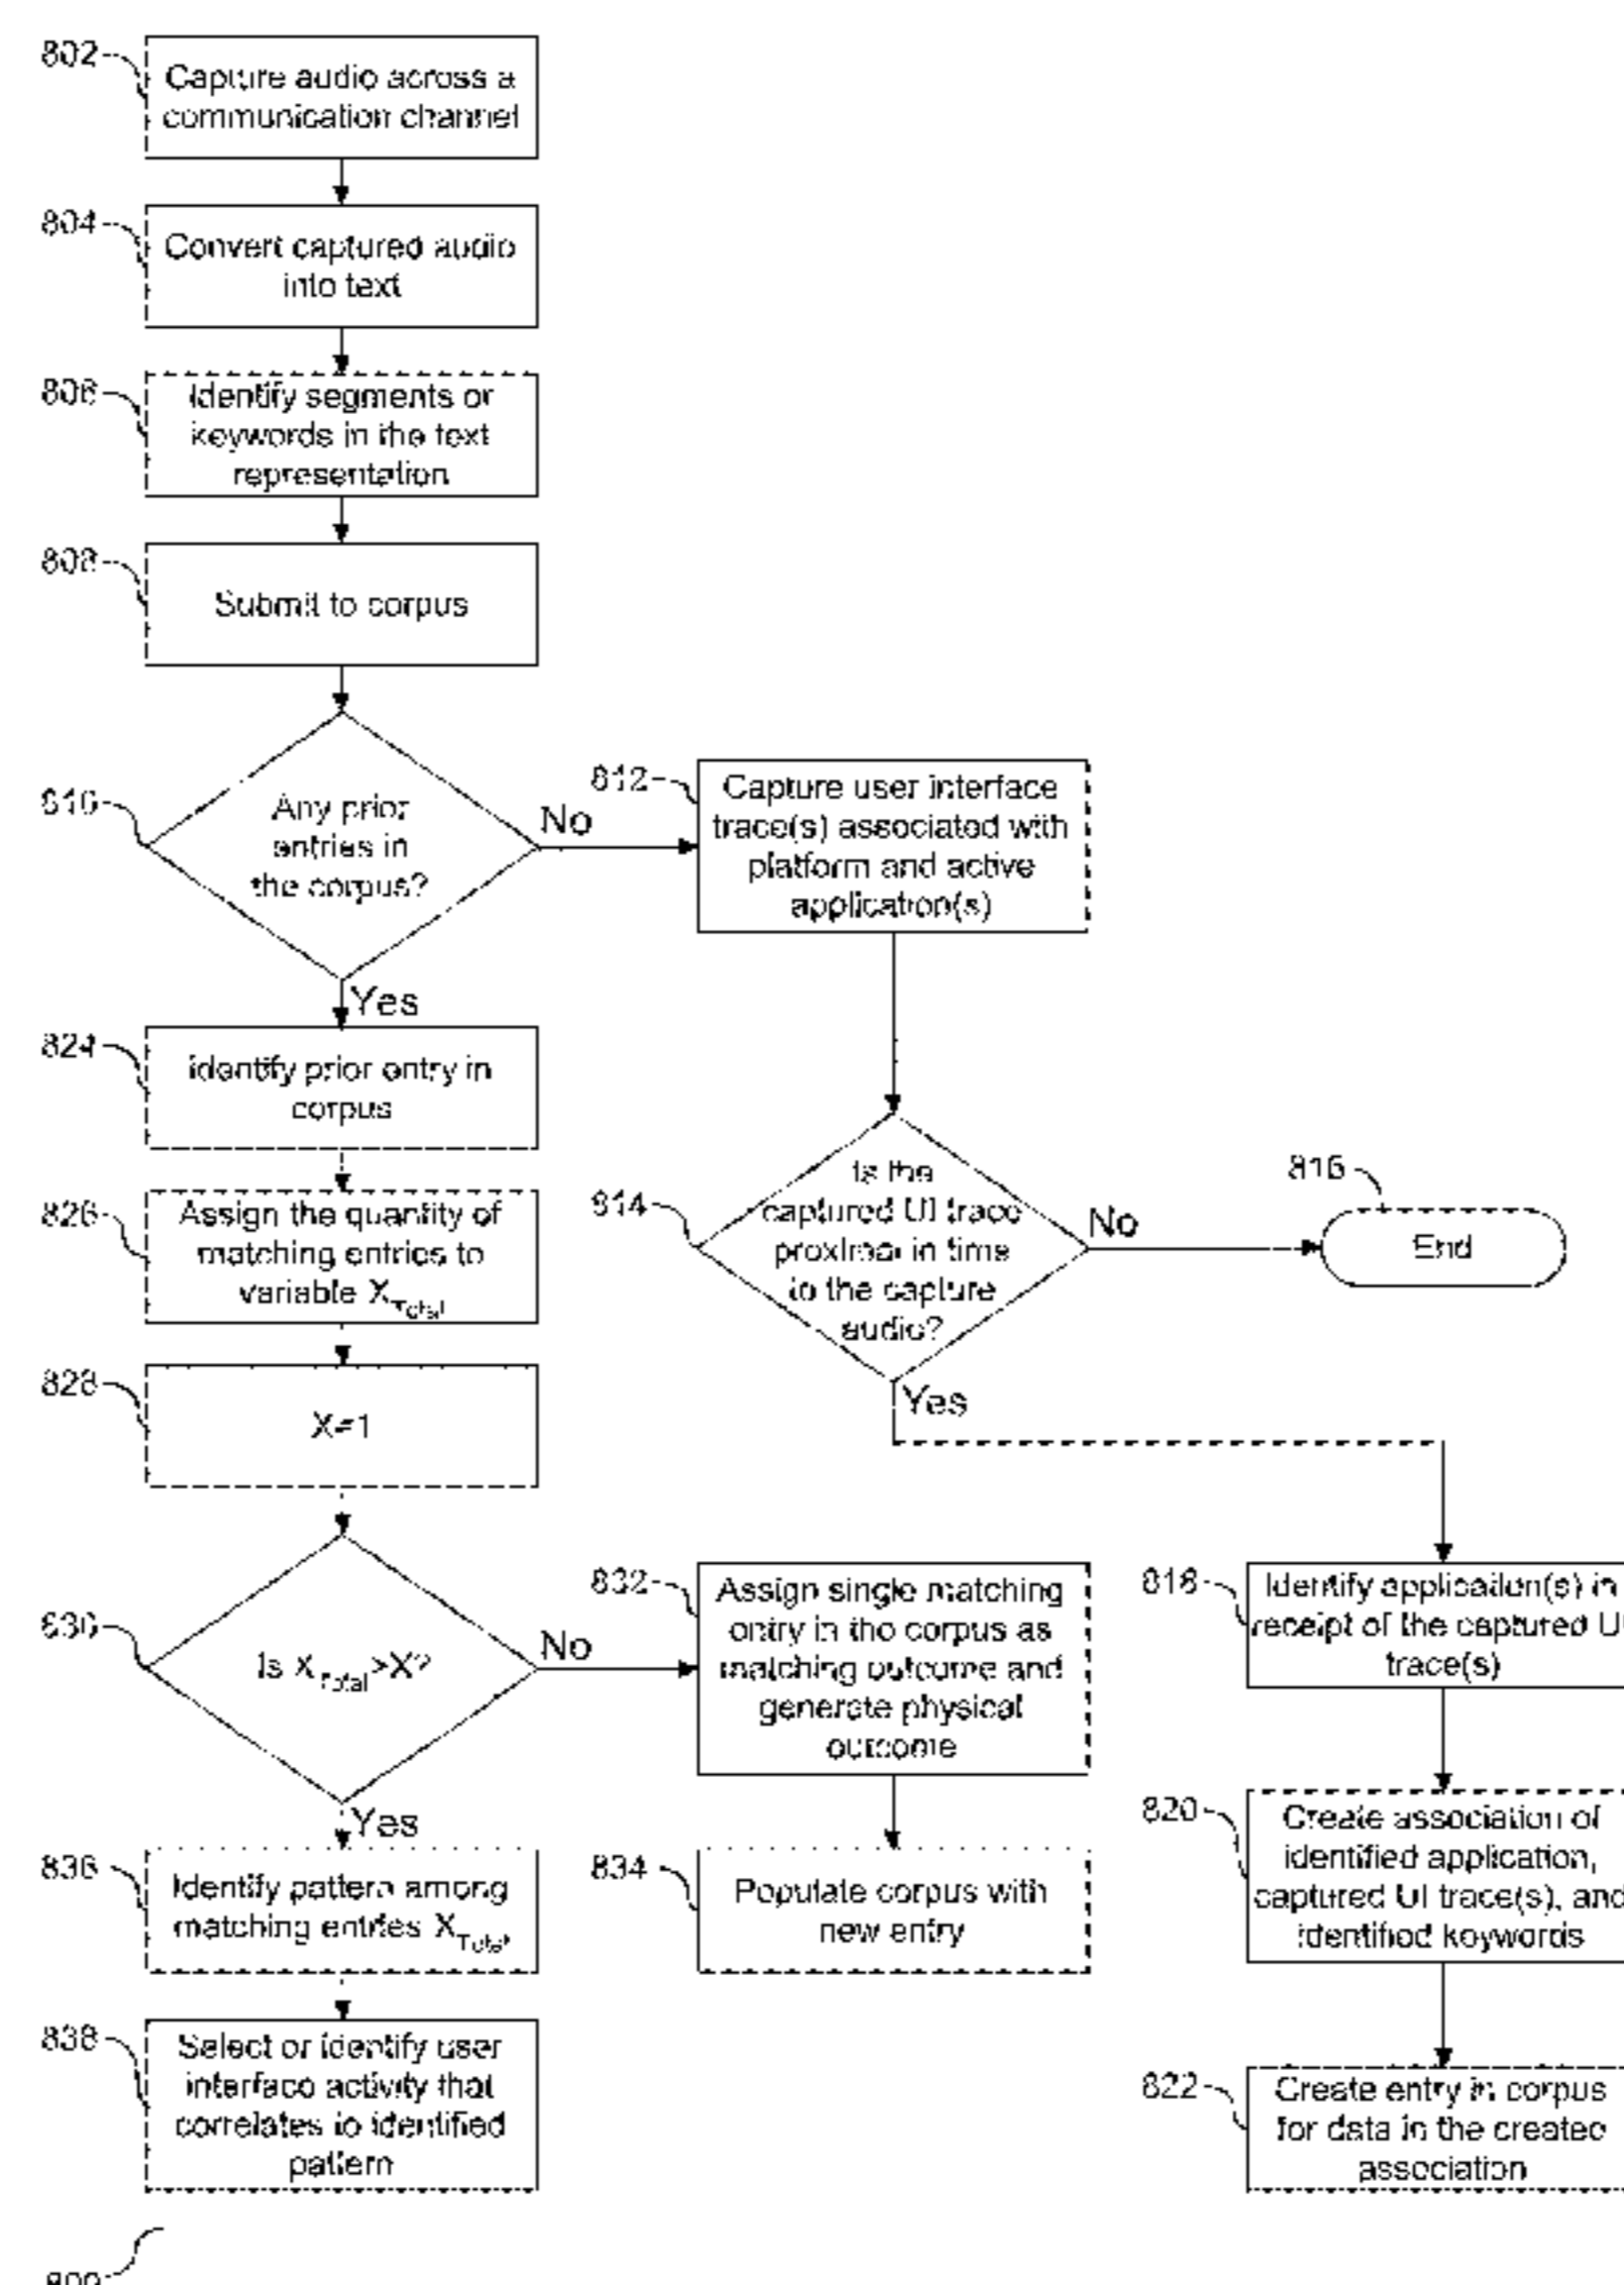 802
Capture audio across a
communication channel
804
Convert captured audio
into text
806
Identify segments or
keywords in the text
representation
808
Submit to corpus
810
Any prior
entries in
the corpus?
No
Yes
812
Capture user interface
trace(s) associated with
platform and active
application(s)
814
Is the
captured UI trace
proximal in time
to the capture
audio?
No
Yes
816
End
824
Identify prior entry in
corpus
826
Assign the quantity of
matching entries to
variable XTotal
828
X=1
830
Is XTotal>X?
No
Yes
832
Assign single matching
entry in the corpus as
matching outcome and
generate physical
outcome
834
Populate corpus with
new entry
818
Identify application(s) in
receipt of the captured UI
trace(s)
820
Create association of
identified application,
captured UI trace(s), and
identified keywords
822
Create entry in corpus
for data in the created
association
836
Identify pattern among
matching entries XTotal
838
Select or identify user
interface activity that
correlates to identified
pattern
800